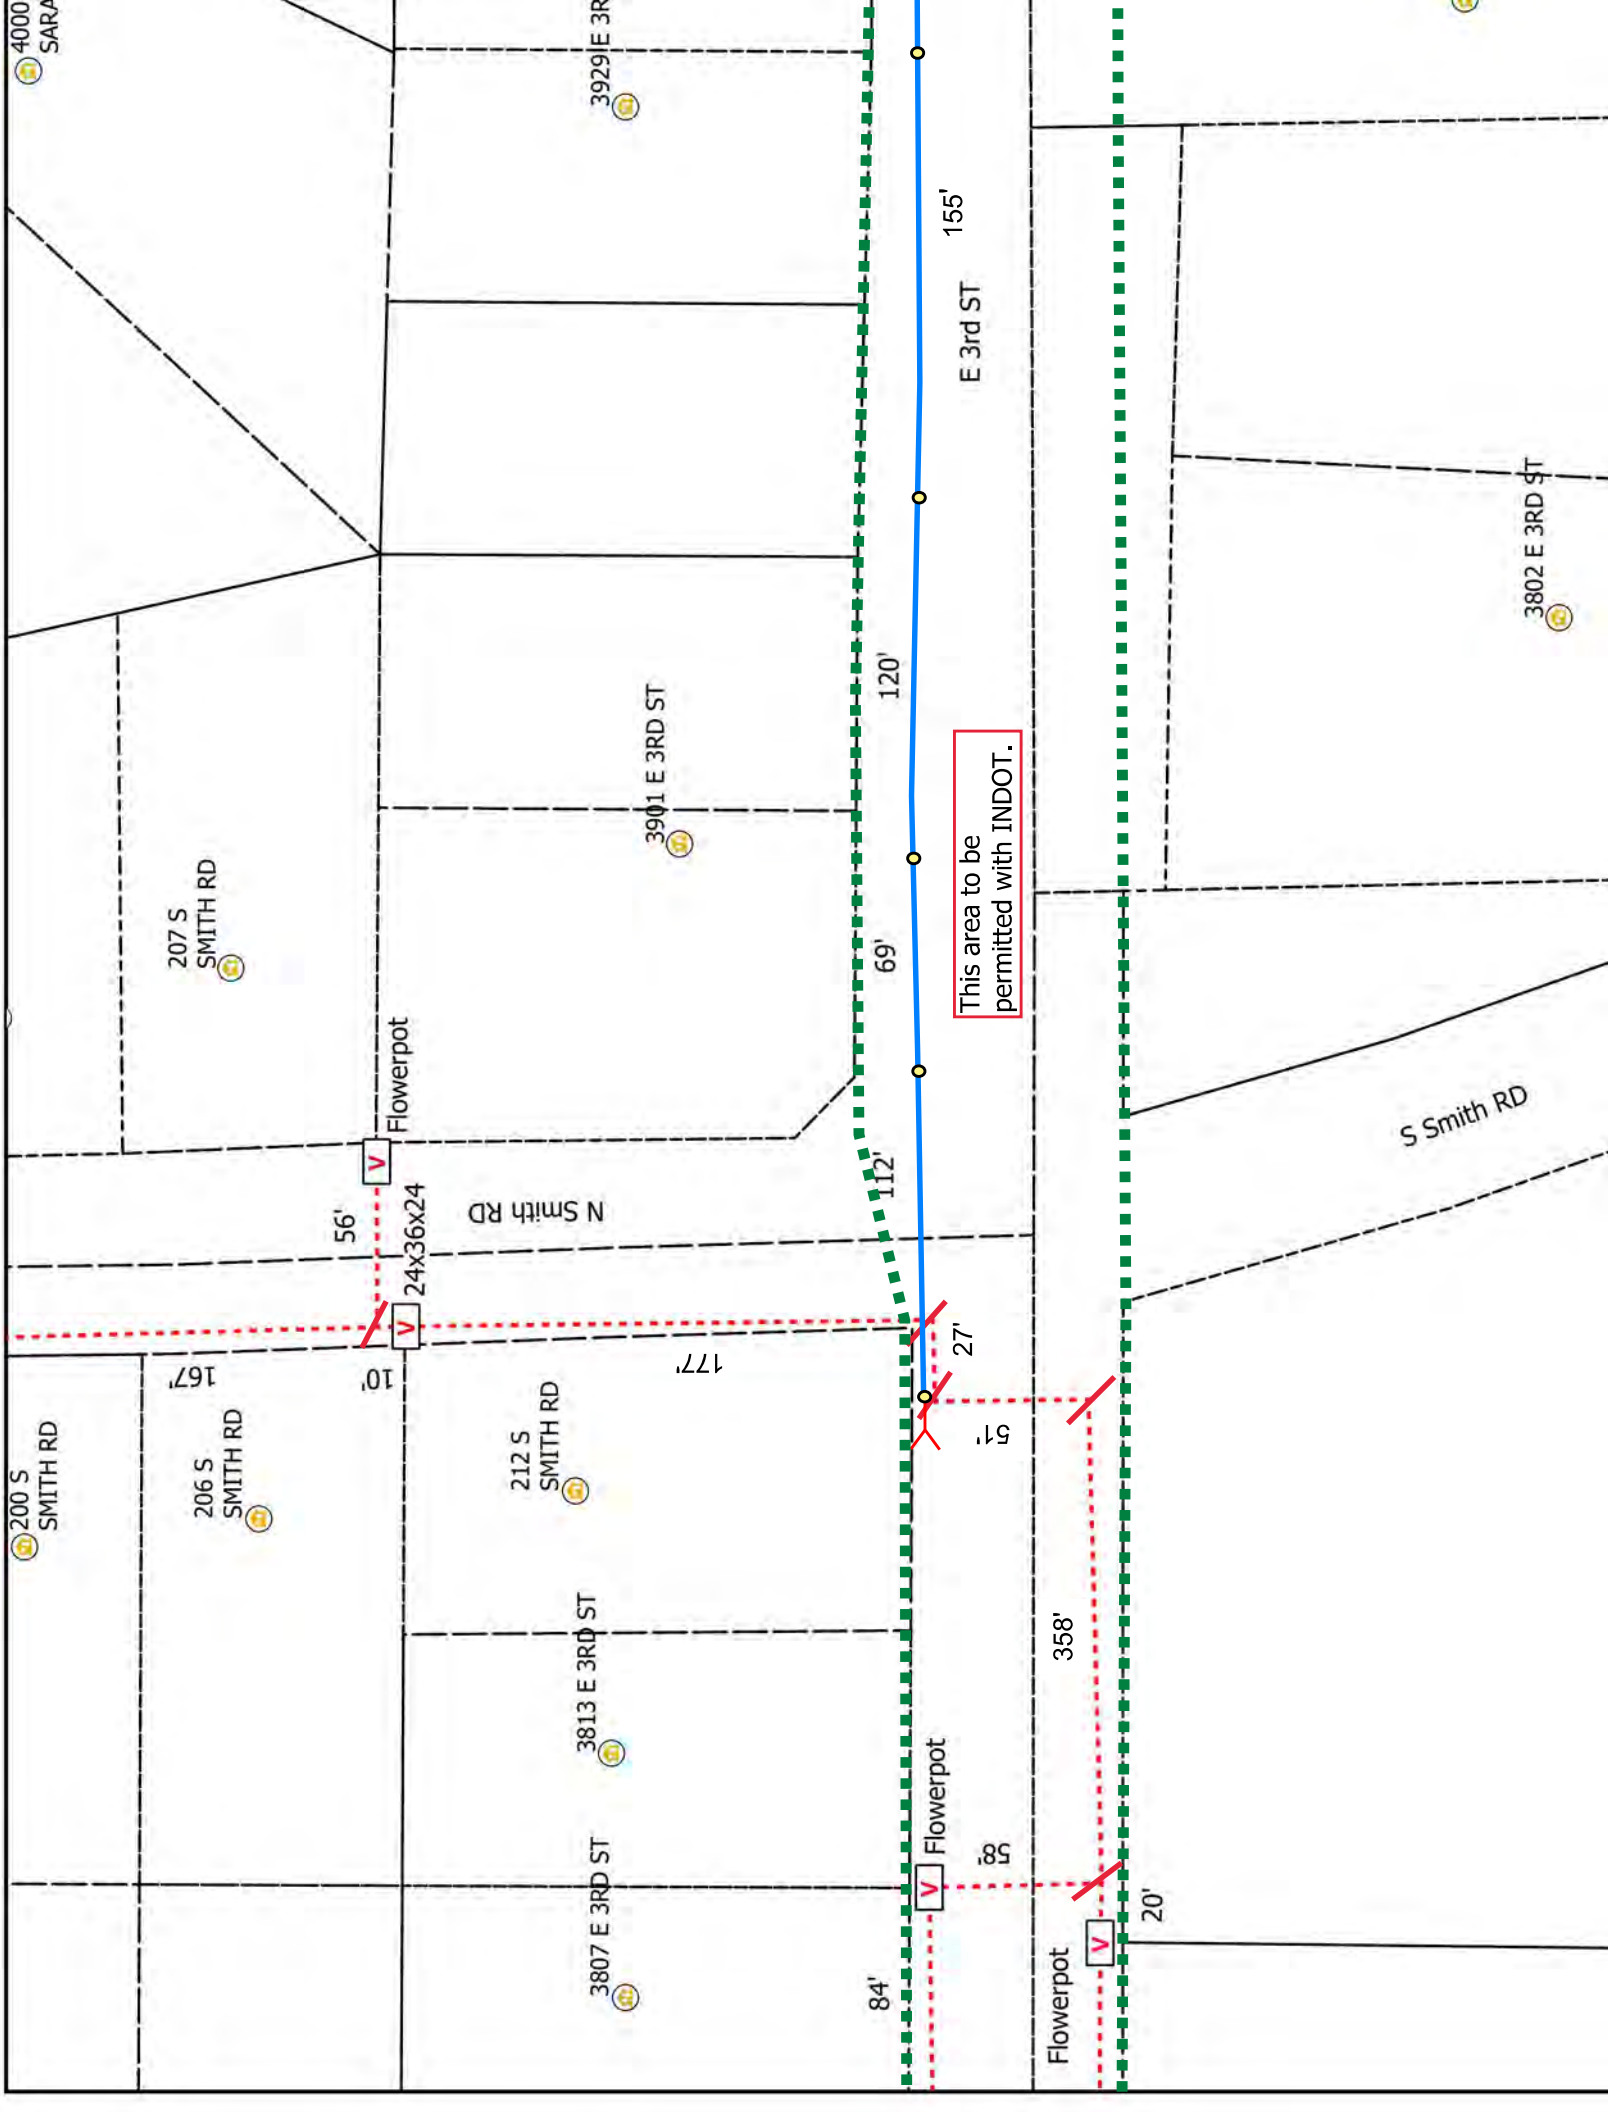 4000
SARA
3929 E 3R
155'
E 3rd ST
3802 E 3RD ST
120'
3901 E 3RD ST
This area to be
permitted with INDOT.
207 S
SMITH RD
69'
Flowerpot
V
56'
24x36x24
V
N Smith RD
112'
S Smith RD
167'
10'
177'
27'
51'
200 S
SMITH RD
206 S
SMITH RD
212 S
SMITH RD
3813 E 3RD ST
358'
Flowerpot
V
58'
3807 E 3RD ST
84'
Flowerpot
V
20'